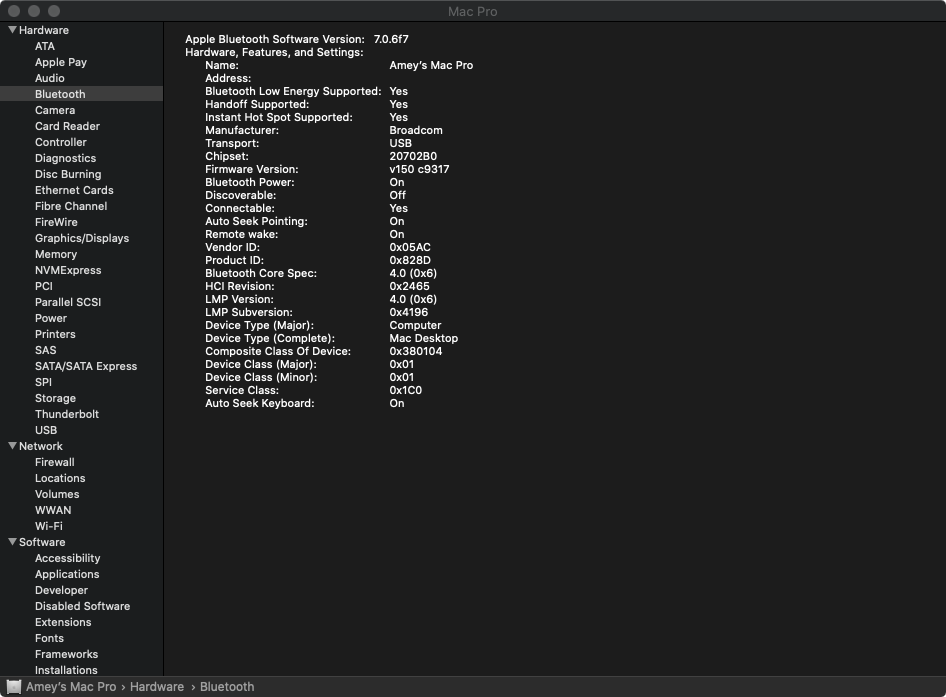 Mac Pro
Hardware
ATA
Apple Pay
Audio
Bluetooth
Camera
Card Reader
Controller
Diagnostics
Disc Burning
Ethernet Cards
Fibre Channel
FireWire
Graphics/Displays
Memory
NVMExpress
PCI
Parallel SCSI
Power
Printers
SAS
SATA/SATA Express
SPI
Storage
Thunderbolt
USB
Network
Firewall
Locations
Volumes
WWAN
Wi-Fi
Software
Accessibility
Applications
Developer
Disabled Software
Extensions
Fonts
Frameworks
Installations
Apple Bluetooth Software Version: 7.0.6f7
Hardware, Features, and Settings:
Name: Amey’s Mac Pro
Address:
Bluetooth Low Energy Supported: Yes
Handoff Supported: Yes
Instant Hot Spot Supported: Yes
Manufacturer: Broadcom
Transport: USB
Chipset: 20702B0
Firmware Version: v150 c9317
Bluetooth Power: On
Discoverable: Off
Connectable: Yes
Auto Seek Pointing: On
Remote wake: On
Vendor ID: 0x05AC
Product ID: 0x828D
Bluetooth Core Spec: 4.0 (0x6)
HCI Revision: 0x2465
LMP Version: 4.0 (0x6)
LMP Subversion: 0x4196
Device Type (Major): Computer
Device Type (Complete): Mac Desktop
Composite Class Of Device: 0x380104
Device Class (Major): 0x01
Device Class (Minor): 0x01
Service Class: 0x1C0
Auto Seek Keyboard: On
Amey’s Mac Pro › Hardware › Bluetooth